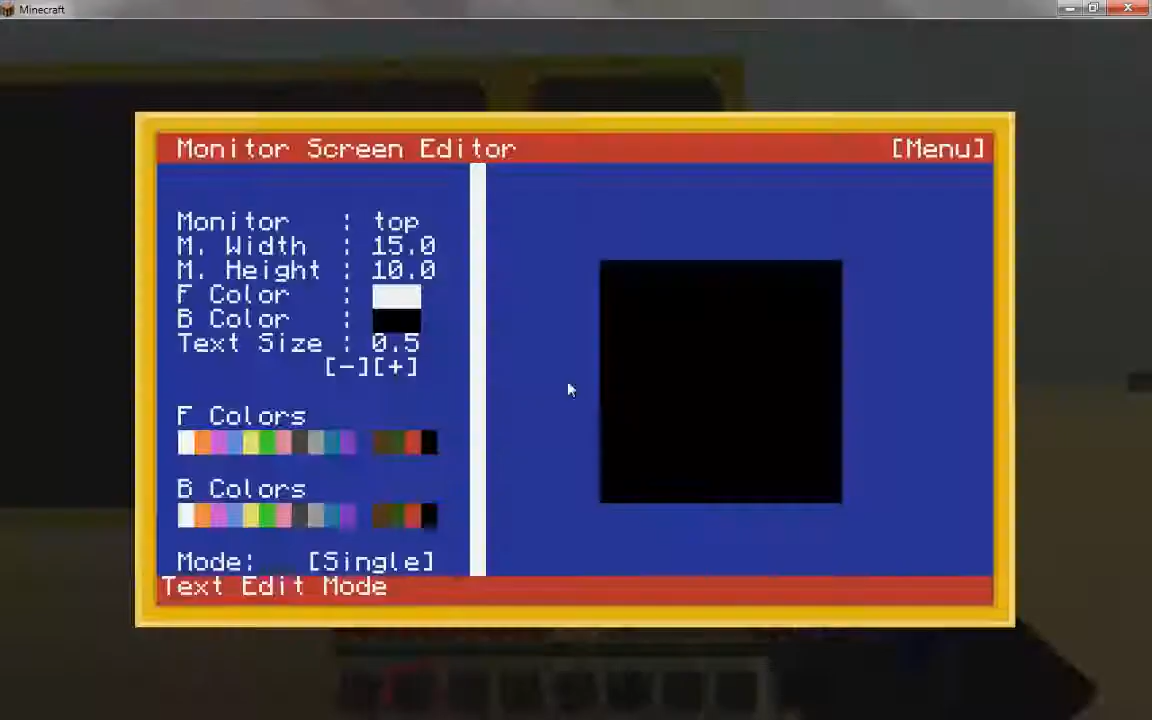 Minecraft
Monitor Screen Editor [Menu]
Monitor : top
M. Width : 15.0
M. Height : 10.0
F Color :
B Color :
Text Size : 0.5
[-][+]
F Colors
B Colors
Mode: [Single]
Text Edit Mode